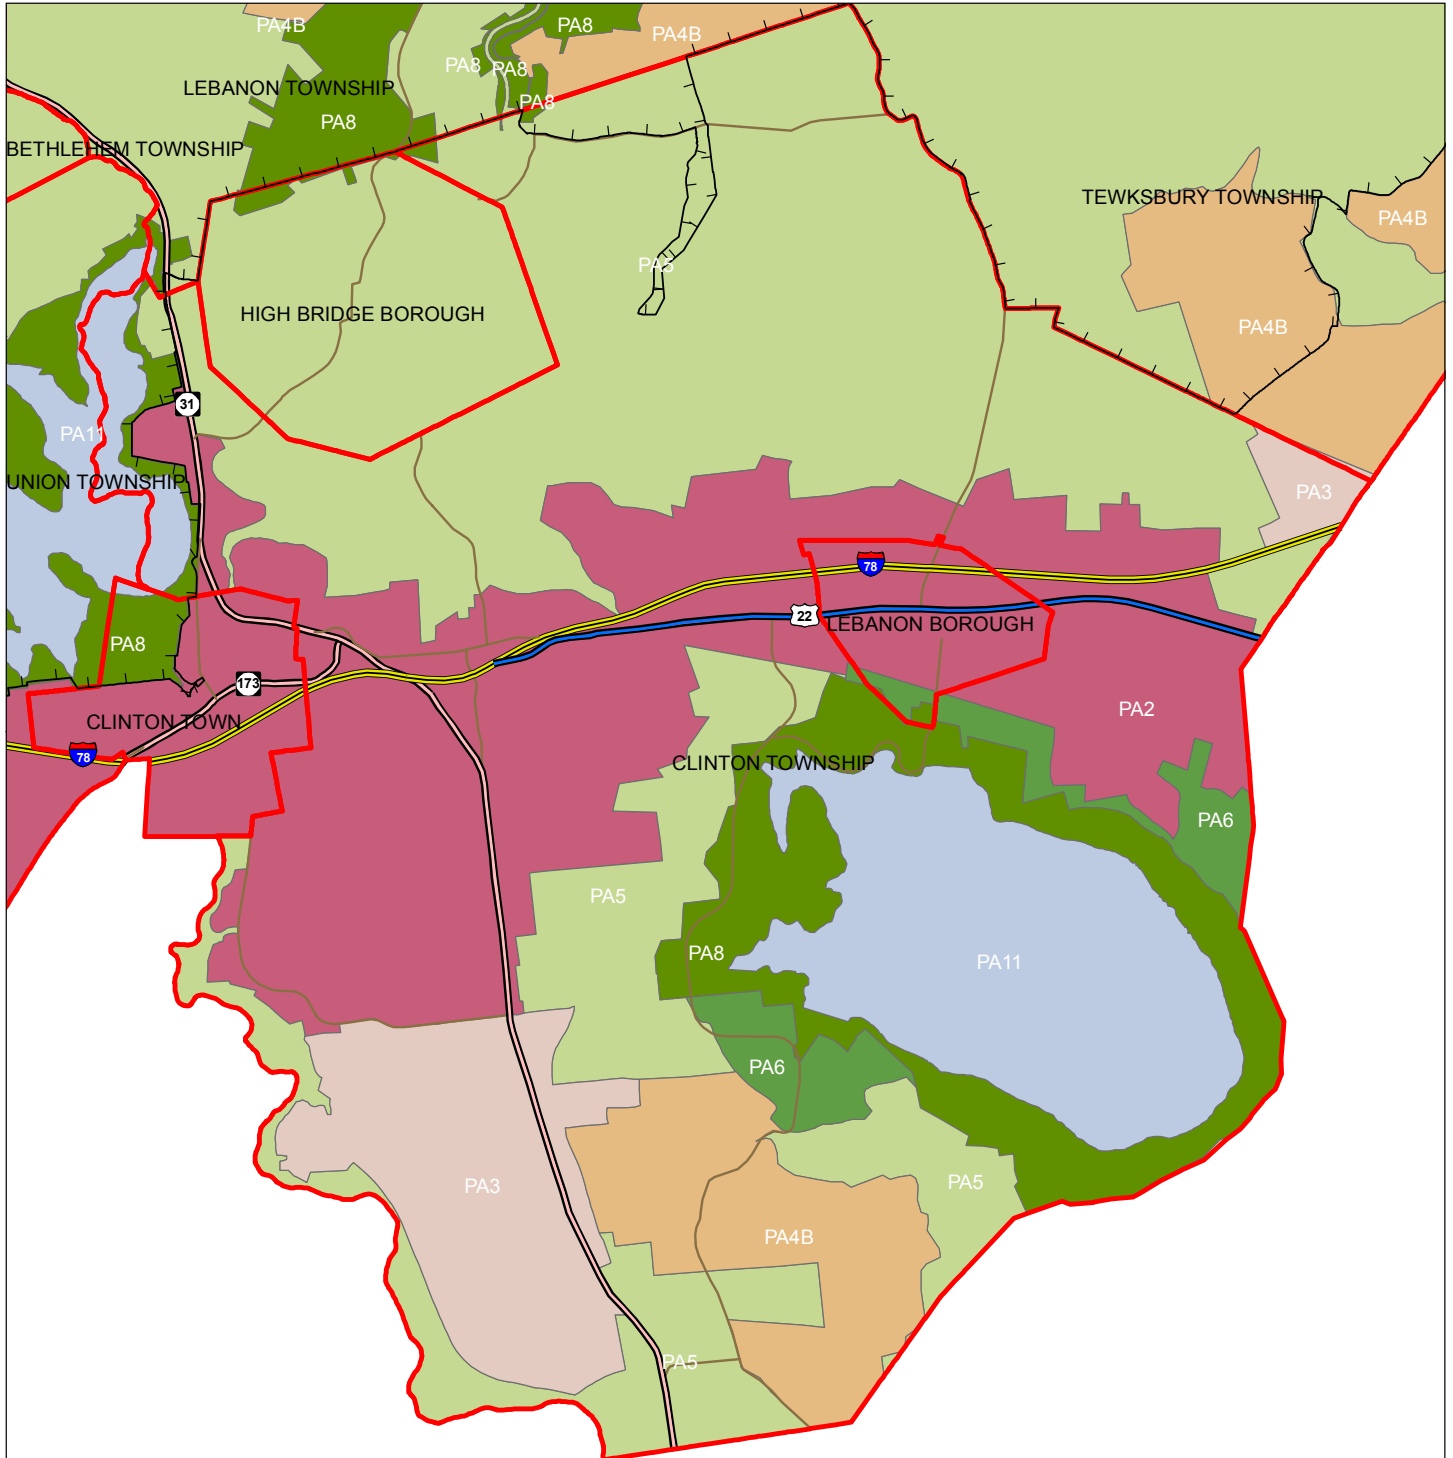 PA4B
PA8
PA4B
PA8
PA8
LEBANON TOWNSHIP
PA8
PA8
BETHLEHEM TOWNSHIP
TEWKSBURY TOWNSHIP
PA4B
PA5
HIGH BRIDGE BOROUGH
PA4B
31
PA11
UNION TOWNSHIP
PA3
78
22
LEBANON BOROUGH
PA8
173
PA2
CLINTON TOWN
78
CLINTON TOWNSHIP
PA6
PA5
PA8
PA11
PA6
PA3
PA5
PA4B
PA5